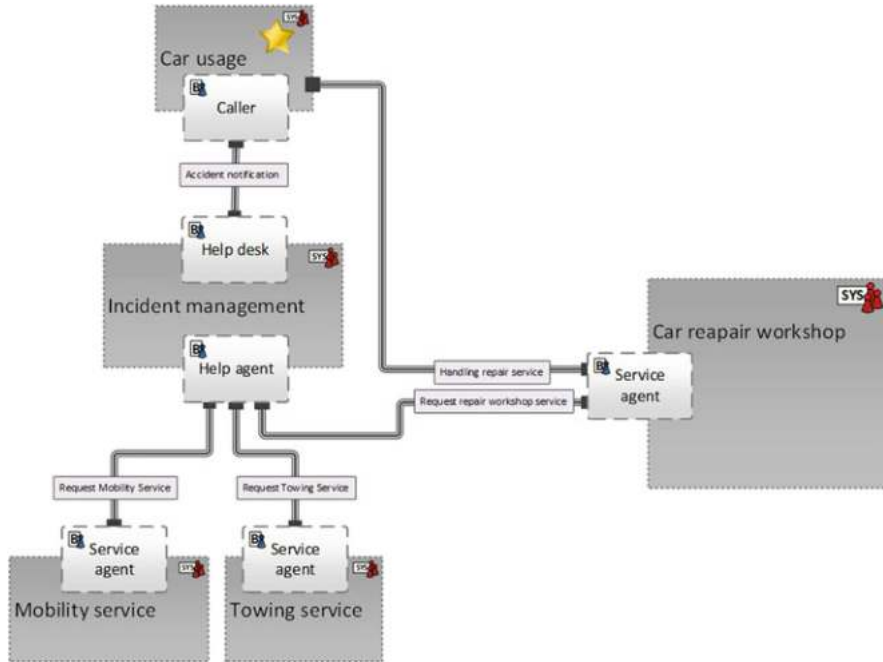 SYS
Car usage
B
Caller
Accident notification
B
Help desk
SYS
Incident management
B
Help agent
SYS
Car reapair workshop
Handling repair service
B
Service
agent
Request repair workshop service
Request Mobility Service
Request Towing Service
B
Service
agent
SYS
Mobility service
B
Service
agent
SYS
Towing service